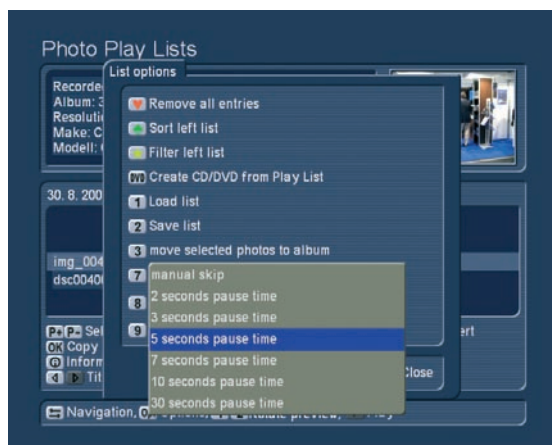 Photo Play Lists
List options
Recorde
Album: 3
Resoluti
Make: C
Modell:
Remove all entries
Sort left list
Filter left list
DVD Create CD/DVD from Play List
1 Load list
2 Save list
3 move selected photos to album
7
8
9
manual skip
2 seconds pause time
3 seconds pause time
5 seconds pause time
7 seconds pause time
10 seconds pause time
30 seconds pause time
30. 8. 200
img_004
dsc0040
P+ P- Sel
ert
OK Copy
Inform
Tit
Close
Navigation,